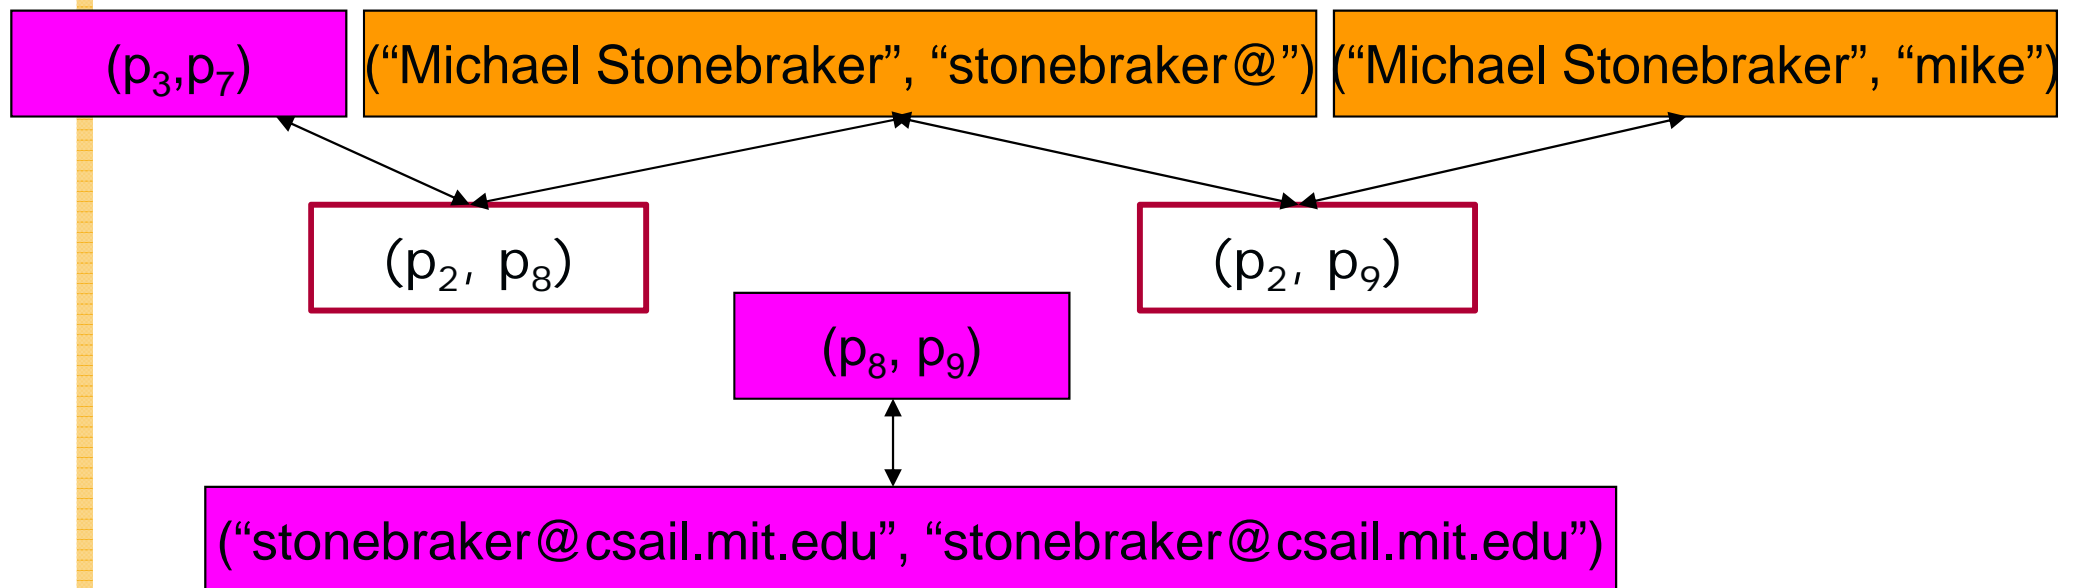 (p₃,p₇) (“Michael Stonebraker”, “stonebraker@”) (“Michael Stonebraker”, “mike”)
(p₂, p₈) (p₂, p₉)
(p₈, p₉)
(“stonebraker@csail.mit.edu”, “stonebraker@csail.mit.edu”)